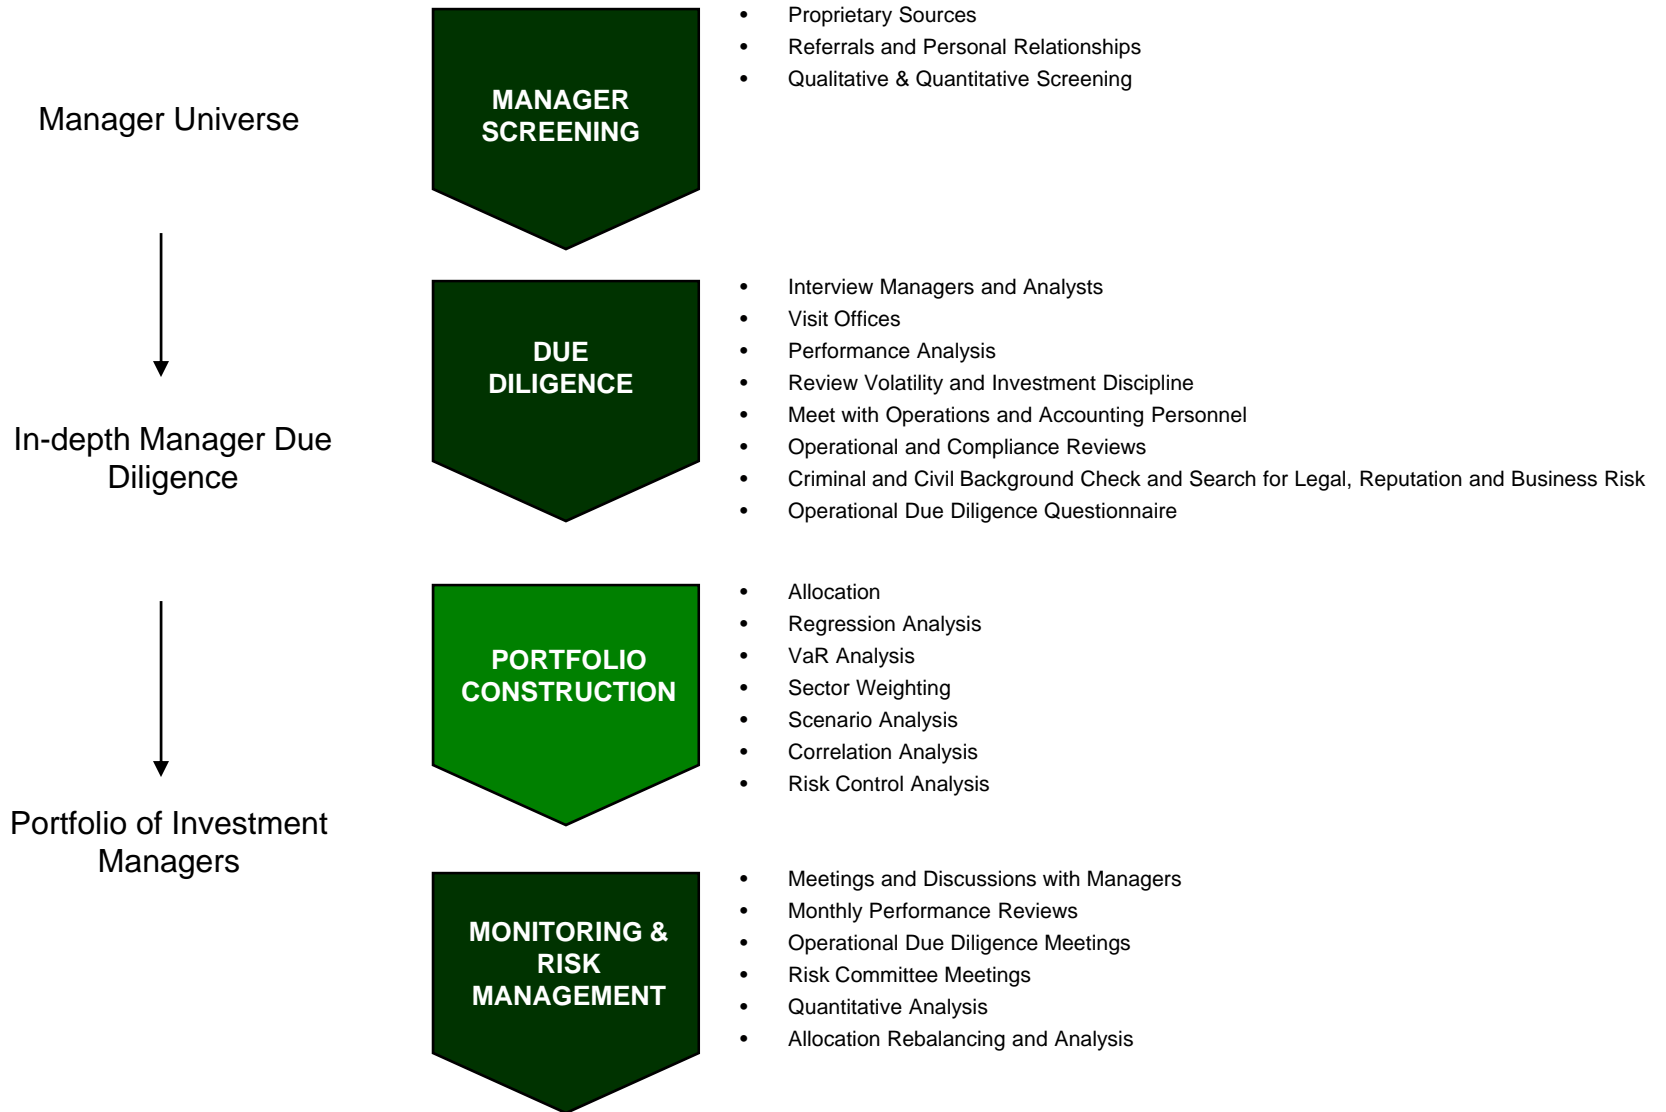 Manager Universe
MANAGER
SCREENING
• Proprietary Sources
• Referrals and Personal Relationships
• Qualitative & Quantitative Screening
In-depth Manager Due
Diligence
DUE
DILIGENCE
• Interview Managers and Analysts
• Visit Offices
• Performance Analysis
• Review Volatility and Investment Discipline
• Meet with Operations and Accounting Personnel
• Operational and Compliance Reviews
• Criminal and Civil Background Check and Search for Legal, Reputation and Business Risk
• Operational Due Diligence Questionnaire
PORTFOLIO
CONSTRUCTION
• Allocation
• Regression Analysis
• VaR Analysis
• Sector Weighting
• Scenario Analysis
• Correlation Analysis
• Risk Control Analysis
Portfolio of Investment
Managers
MONITORING &
RISK
MANAGEMENT
• Meetings and Discussions with Managers
• Monthly Performance Reviews
• Operational Due Diligence Meetings
• Risk Committee Meetings
• Quantitative Analysis
• Allocation Rebalancing and Analysis